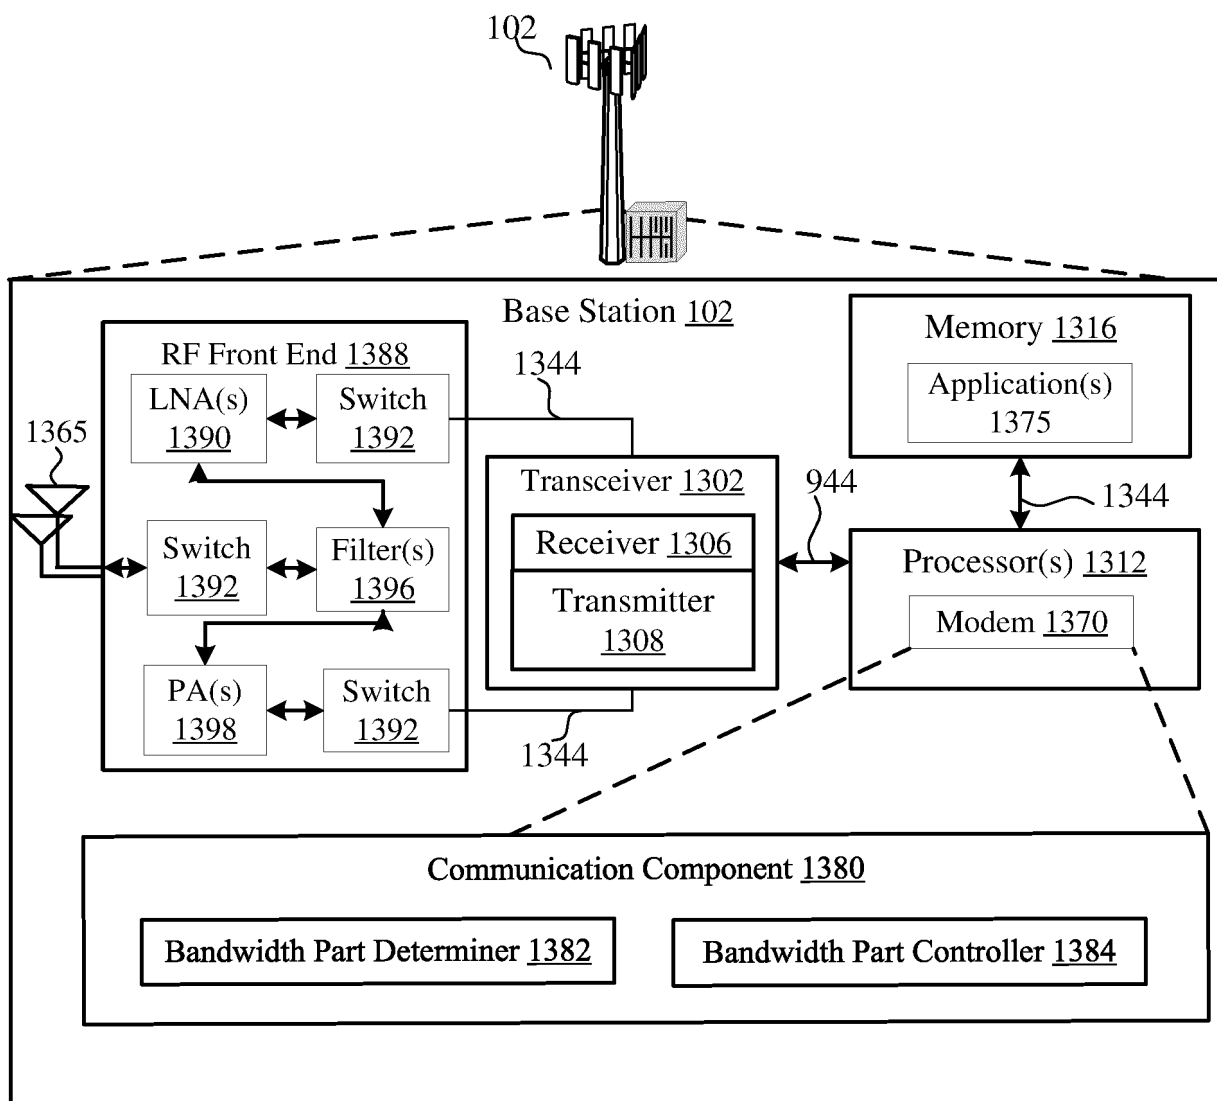 102
Base Station 102
RF Front End 1388
LNA(s)
1390
Switch
1392
1344
1365
Switch
1392
Filter(s)
1396
PA(s)
1398
Switch
1392
1344
Transceiver 1302
Receiver 1306
Transmitter
1308
944
Memory 1316
Application(s)
1375
1344
Processor(s) 1312
Modem 1370
Communication Component 1380
Bandwidth Part Determiner 1382
Bandwidth Part Controller 1384